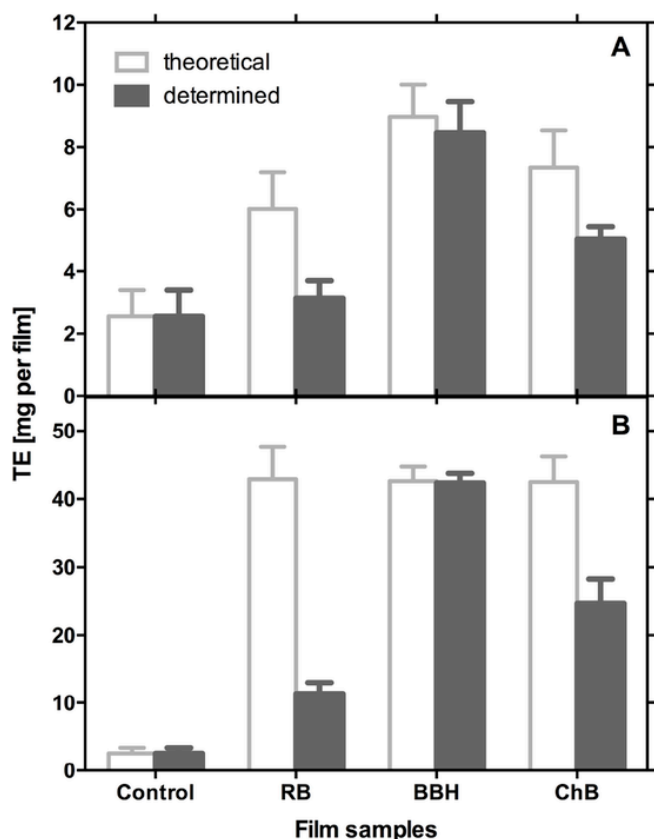 12
A
theoretical
determined
10
8
6
4
2
0
TE [mg per film]
B
50
40
30
20
10
0
Control RB BBH ChB
Film samples